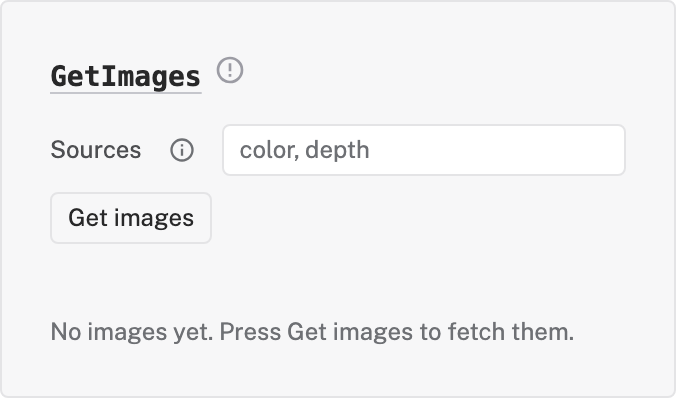 GetImages
Sources color, depth
Get images
No images yet. Press Get images to fetch them.